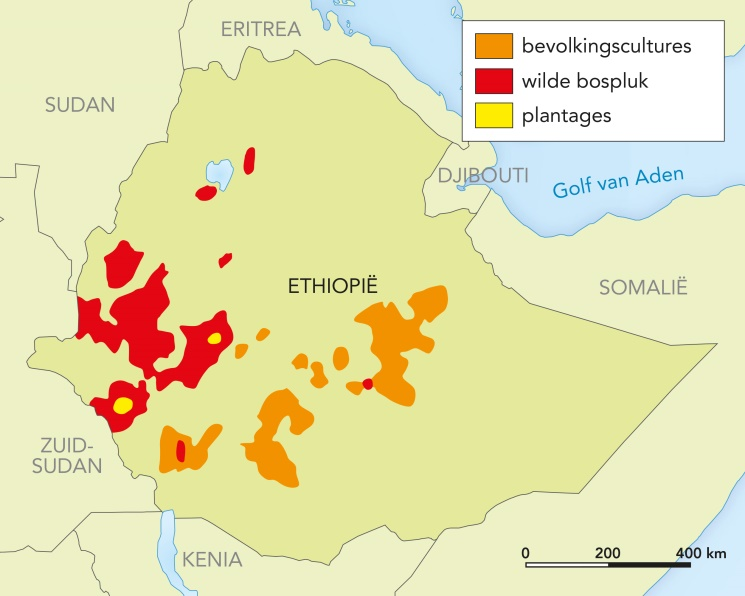 ERITREA
bevolkingscultures
wilde bospluk
plantages
SUDAN
DJIBOUTI
Golf van Aden
ETHIOPIË
SOMALIË
ZUID-
SUDAN
KENIA
0 200 400 km